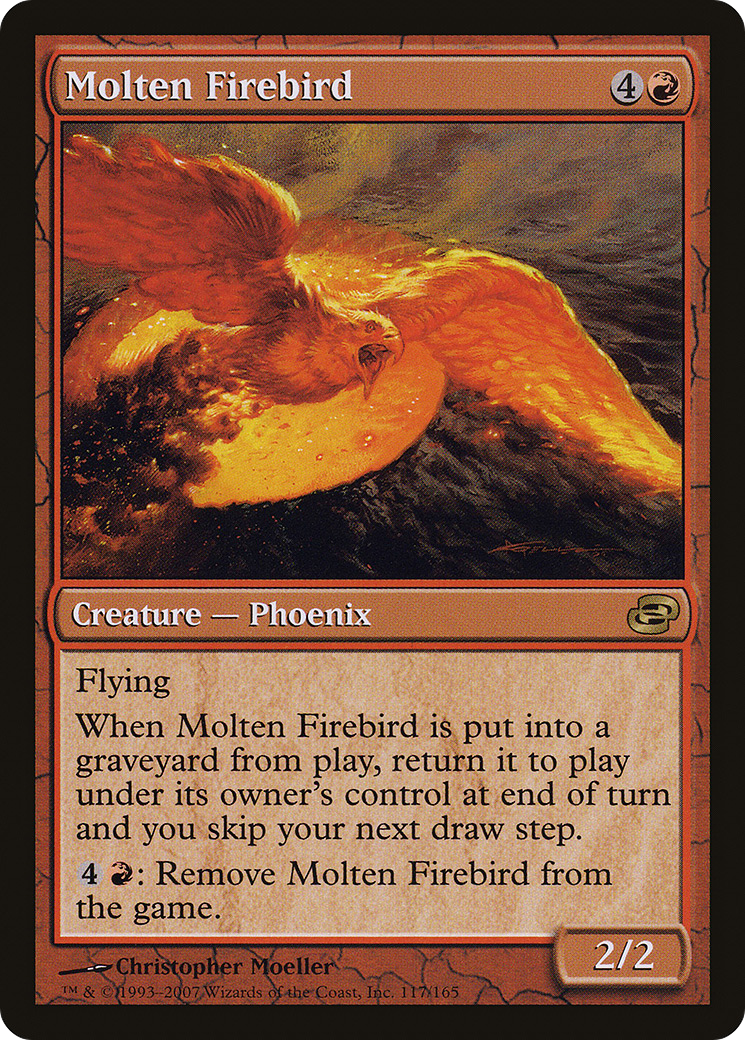 Molten Firebird 4
Creature — Phoenix
Flying
When Molten Firebird is put into a
graveyard from play, return it to play
under its owner's control at end of turn
and you skip your next draw step.
4 : Remove Molten Firebird from
the game.
2/2
Christopher Moeller
™ & © 1993–2007 Wizards of the Coast, Inc. 117/165